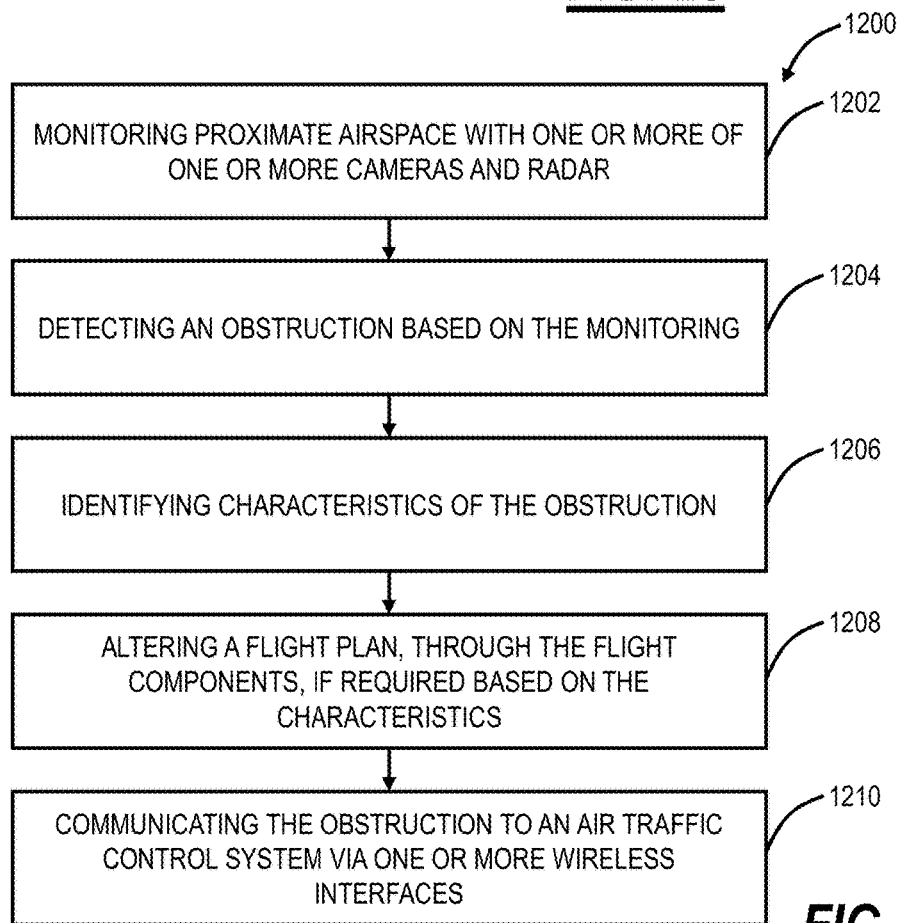 1200
1202
MONITORING PROXIMATE AIRSPACE WITH ONE OR MORE OF
ONE OR MORE CAMERAS AND RADAR
1204
DETECTING AN OBSTRUCTION BASED ON THE MONITORING
1206
IDENTIFYING CHARACTERISTICS OF THE OBSTRUCTION
1208
ALTERING A FLIGHT PLAN, THROUGH THE FLIGHT
COMPONENTS, IF REQUIRED BASED ON THE
CHARACTERISTICS
1210
COMMUNICATING THE OBSTRUCTION TO AN AIR TRAFFIC
CONTROL SYSTEM VIA ONE OR MORE WIRELESS
INTERFACES
FIG